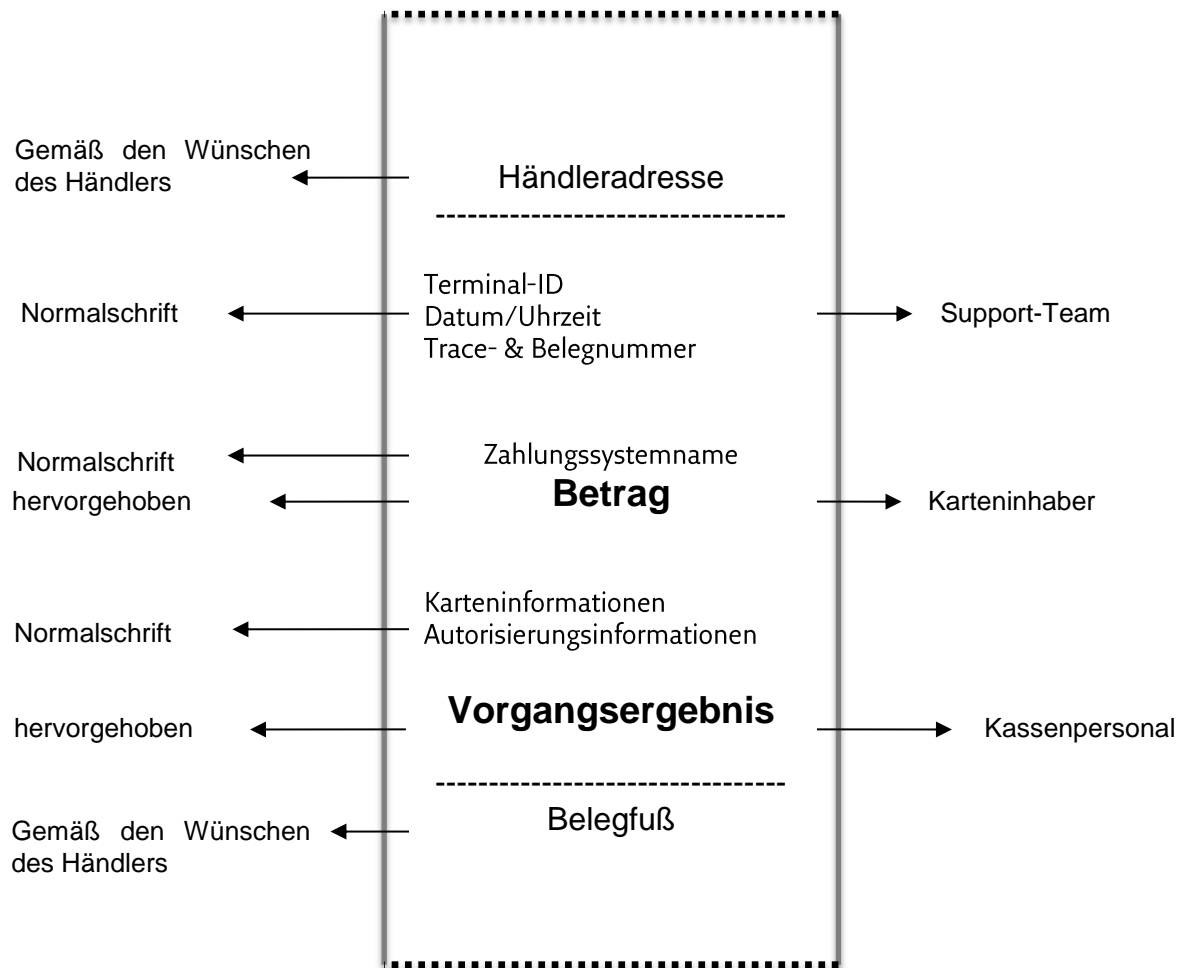 Gemäß den Wünschen
des Händlers
Händleradresse
Terminal-ID
Datum/Uhrzeit
Trace- & Belegnummer
Normalschrift
Support-Team
Zahlungssystemname
Normalschrift
Betrag
hervorgehoben
Karteninhaber
Karteninformationen
Autorisierungsinformationen
Normalschrift
Vorgangsergebnis
hervorgehoben
Kassenpersonal
Belegfuß
Gemäß den Wünschen
des Händlers